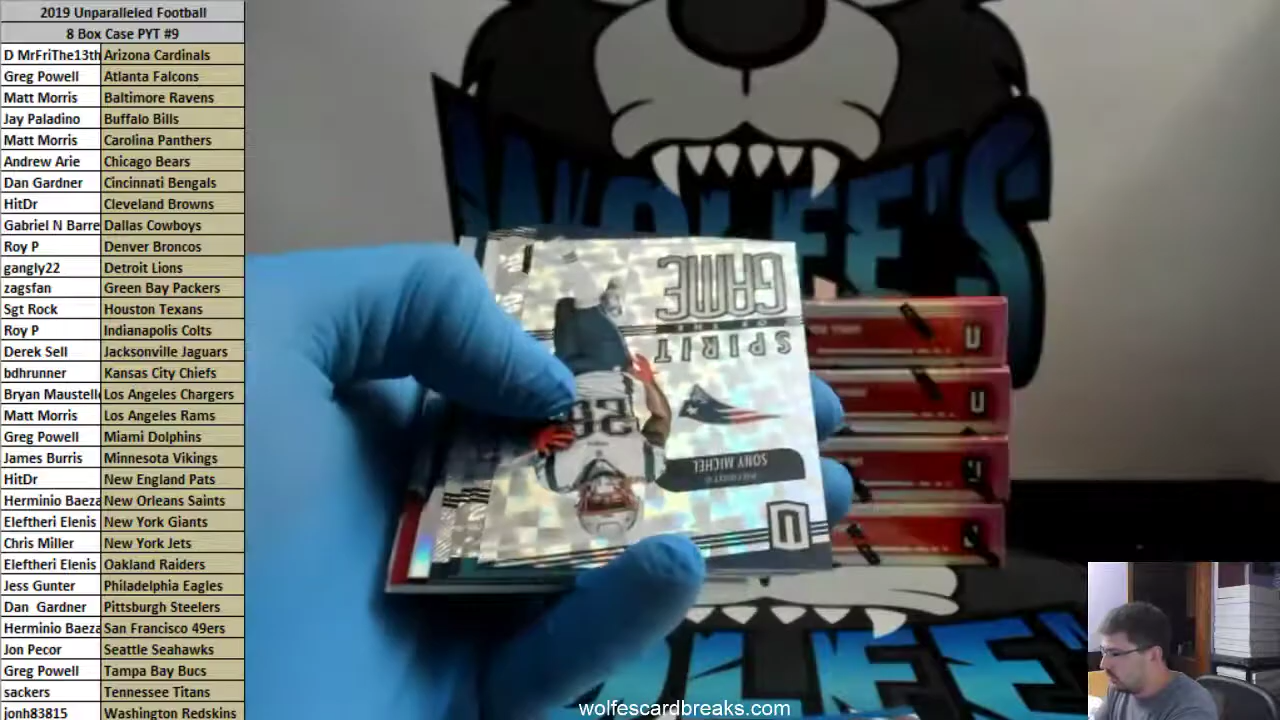 2019 Unparalleled Football
8 Box Case PYT #9
D MrFriThe13th Arizona Cardinals
Greg Powell Atlanta Falcons
Matt Morris Baltimore Ravens
Jay Paladino Buffalo Bills
Matt Morris Carolina Panthers
Andrew Arie Chicago Bears
Dan Gardner Cincinnati Bengals
HitDr Cleveland Browns
Gabriel N Barre Dallas Cowboys
Roy P Denver Broncos
gangly22 Detroit Lions
zagsfan Green Bay Packers
Sgt Rock Houston Texans
Roy P Indianapolis Colts
Derek Sell Jacksonville Jaguars
bdhrunner Kansas City Chiefs
Bryan Maustelle Los Angeles Chargers
Matt Morris Los Angeles Rams
Greg Powell Miami Dolphins
James Burris Minnesota Vikings
HitDr New England Pats
Herminio Baeza New Orleans Saints
Eleftheri Elenis New York Giants
Chris Miller New York Jets
Eleftheri Elenis Oakland Raiders
Jess Gunter Philadelphia Eagles
Dan Gardner Pittsburgh Steelers
Herminio Baeza San Francisco 49ers
Jon Pecor Seattle Seahawks
Greg Powell Tampa Bay Bucs
sackers Tennessee Titans
jonh83815 Washington Redskins
WOLFE'S
SPIRIT
OF THE
GAME
SONY MICHEL
26
U
U
U
wolfescardbreaks.com